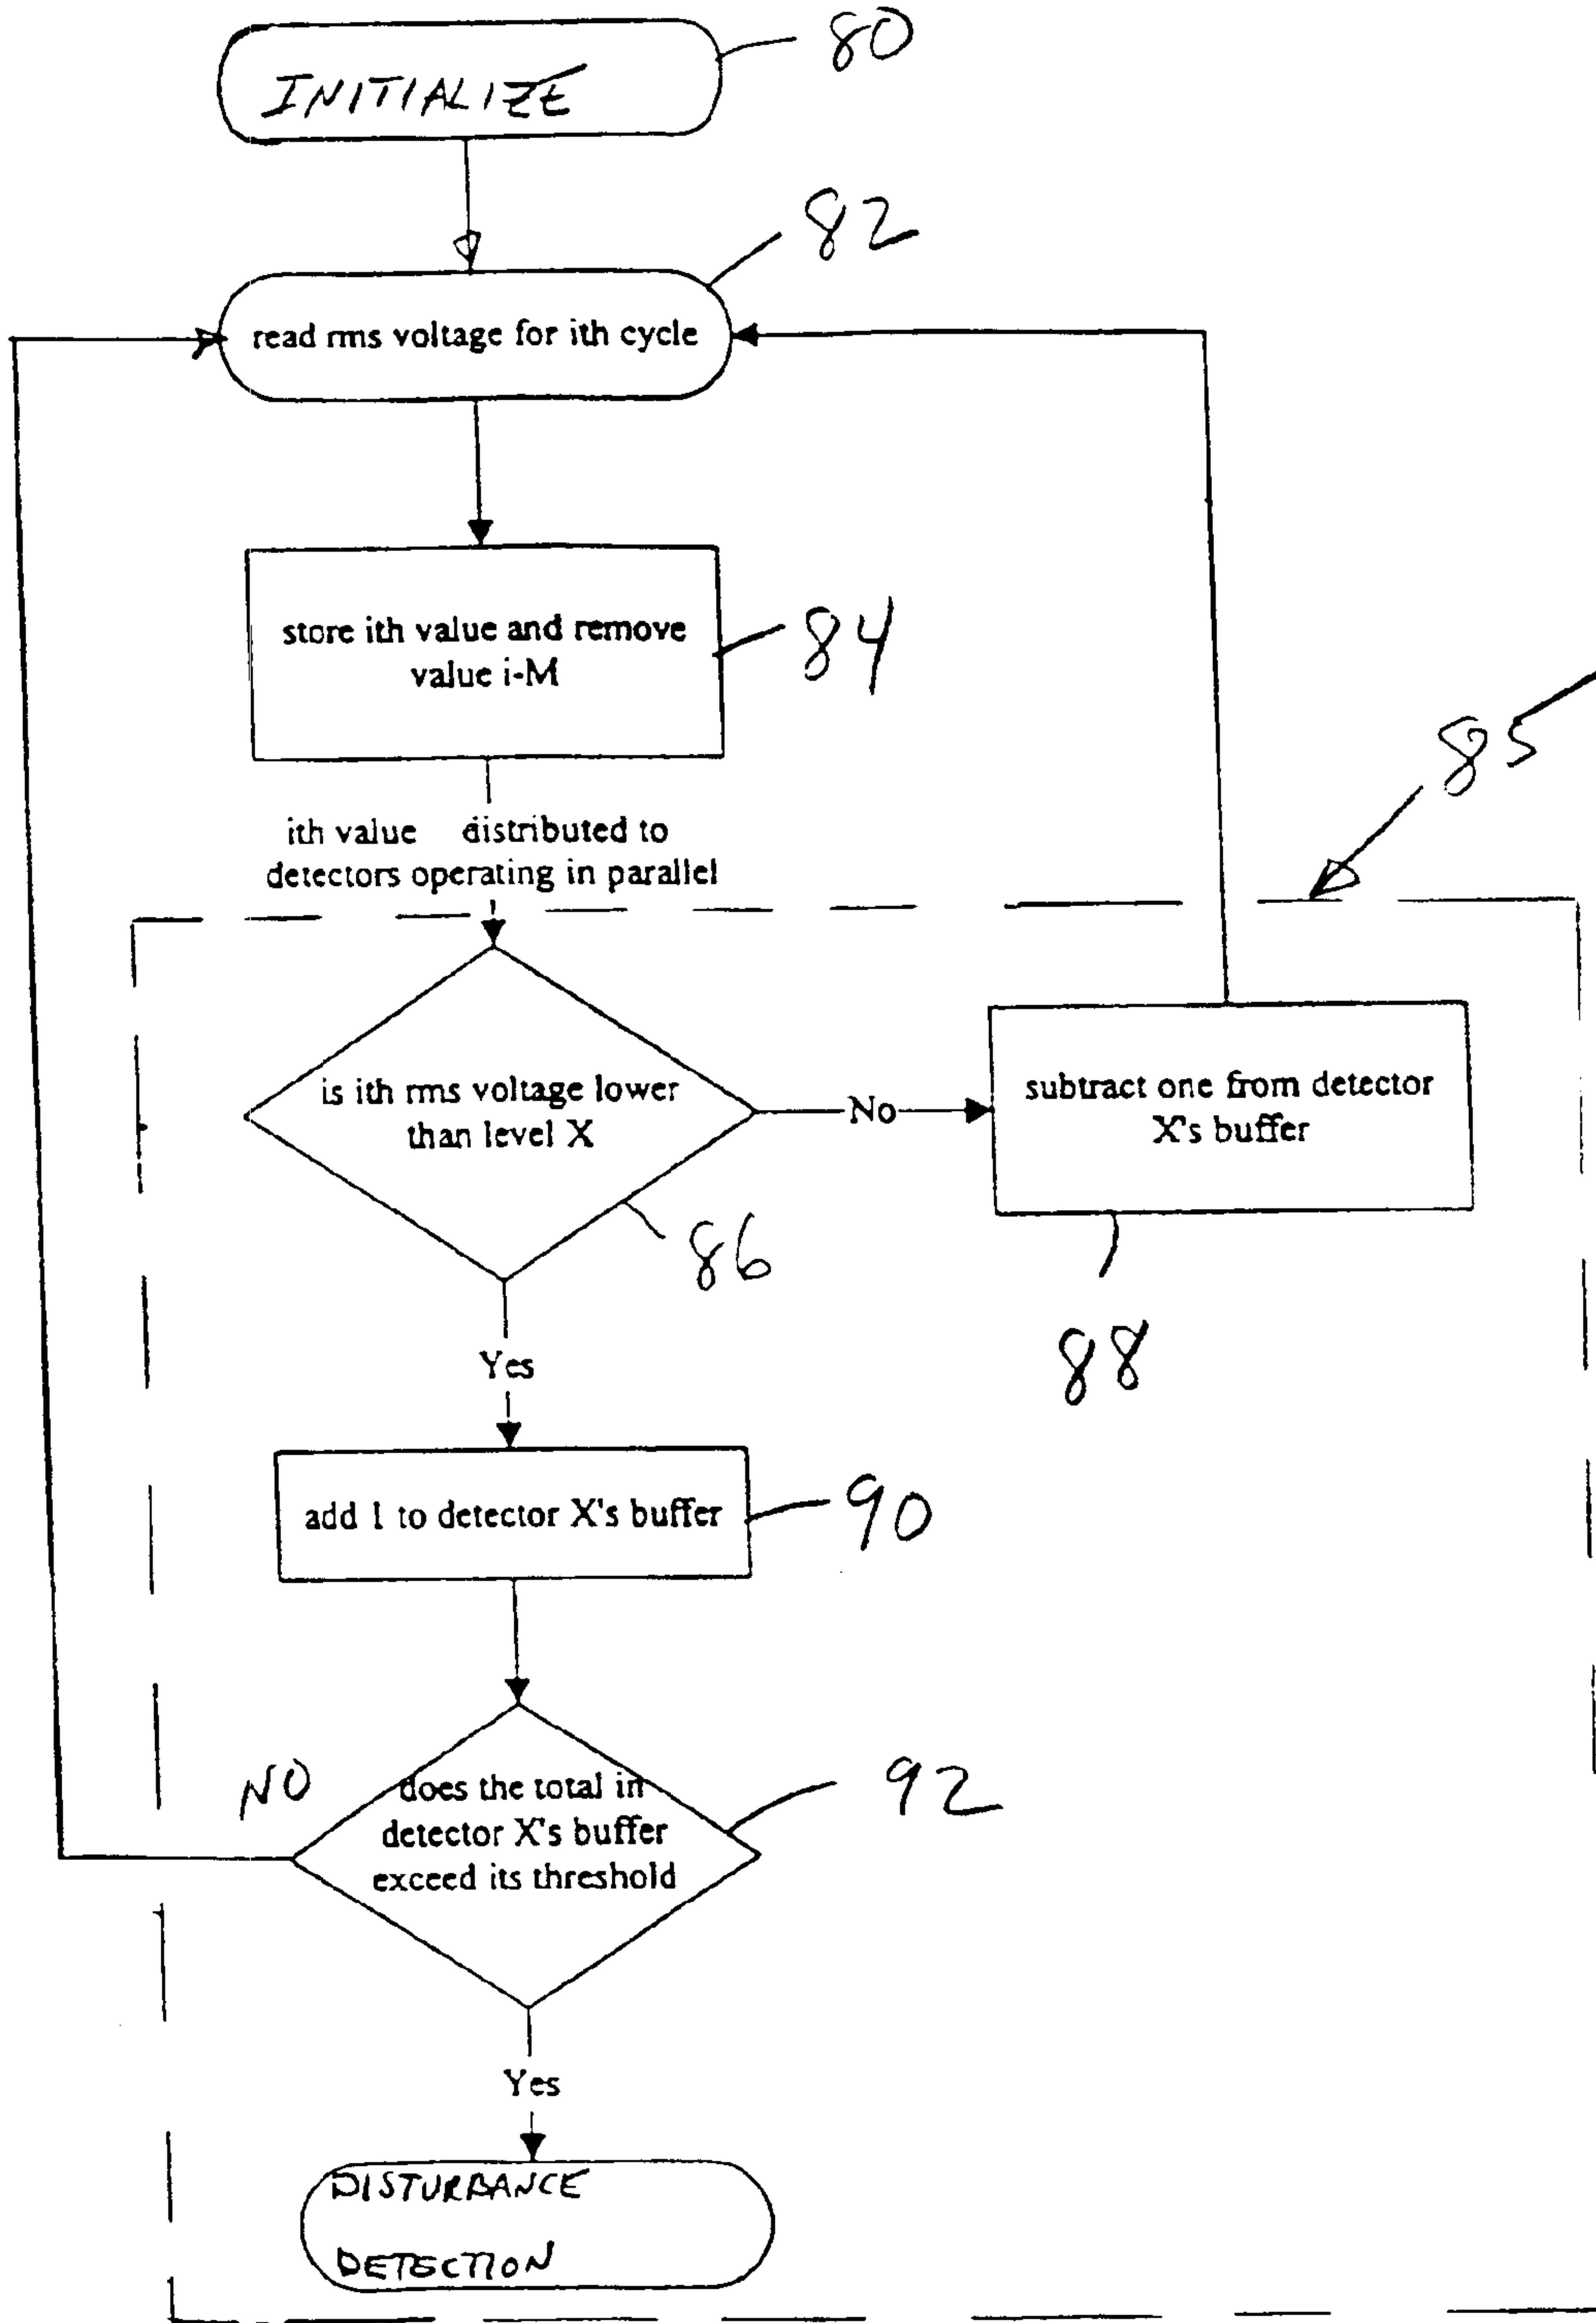 80
INITIALIZE
82
read rms voltage for ith cycle
store ith value and remove
value i-M
84
85
ith value distributed to
detectors operating in parallel
is ith rms voltage lower
than level X
No
subtract one from detector
X's buffer
86
88
Yes
add 1 to detector X's buffer
90
NO
does the total in
detector X's buffer
exceed its threshold
92
Yes
DISTURBANCE
DETECTION